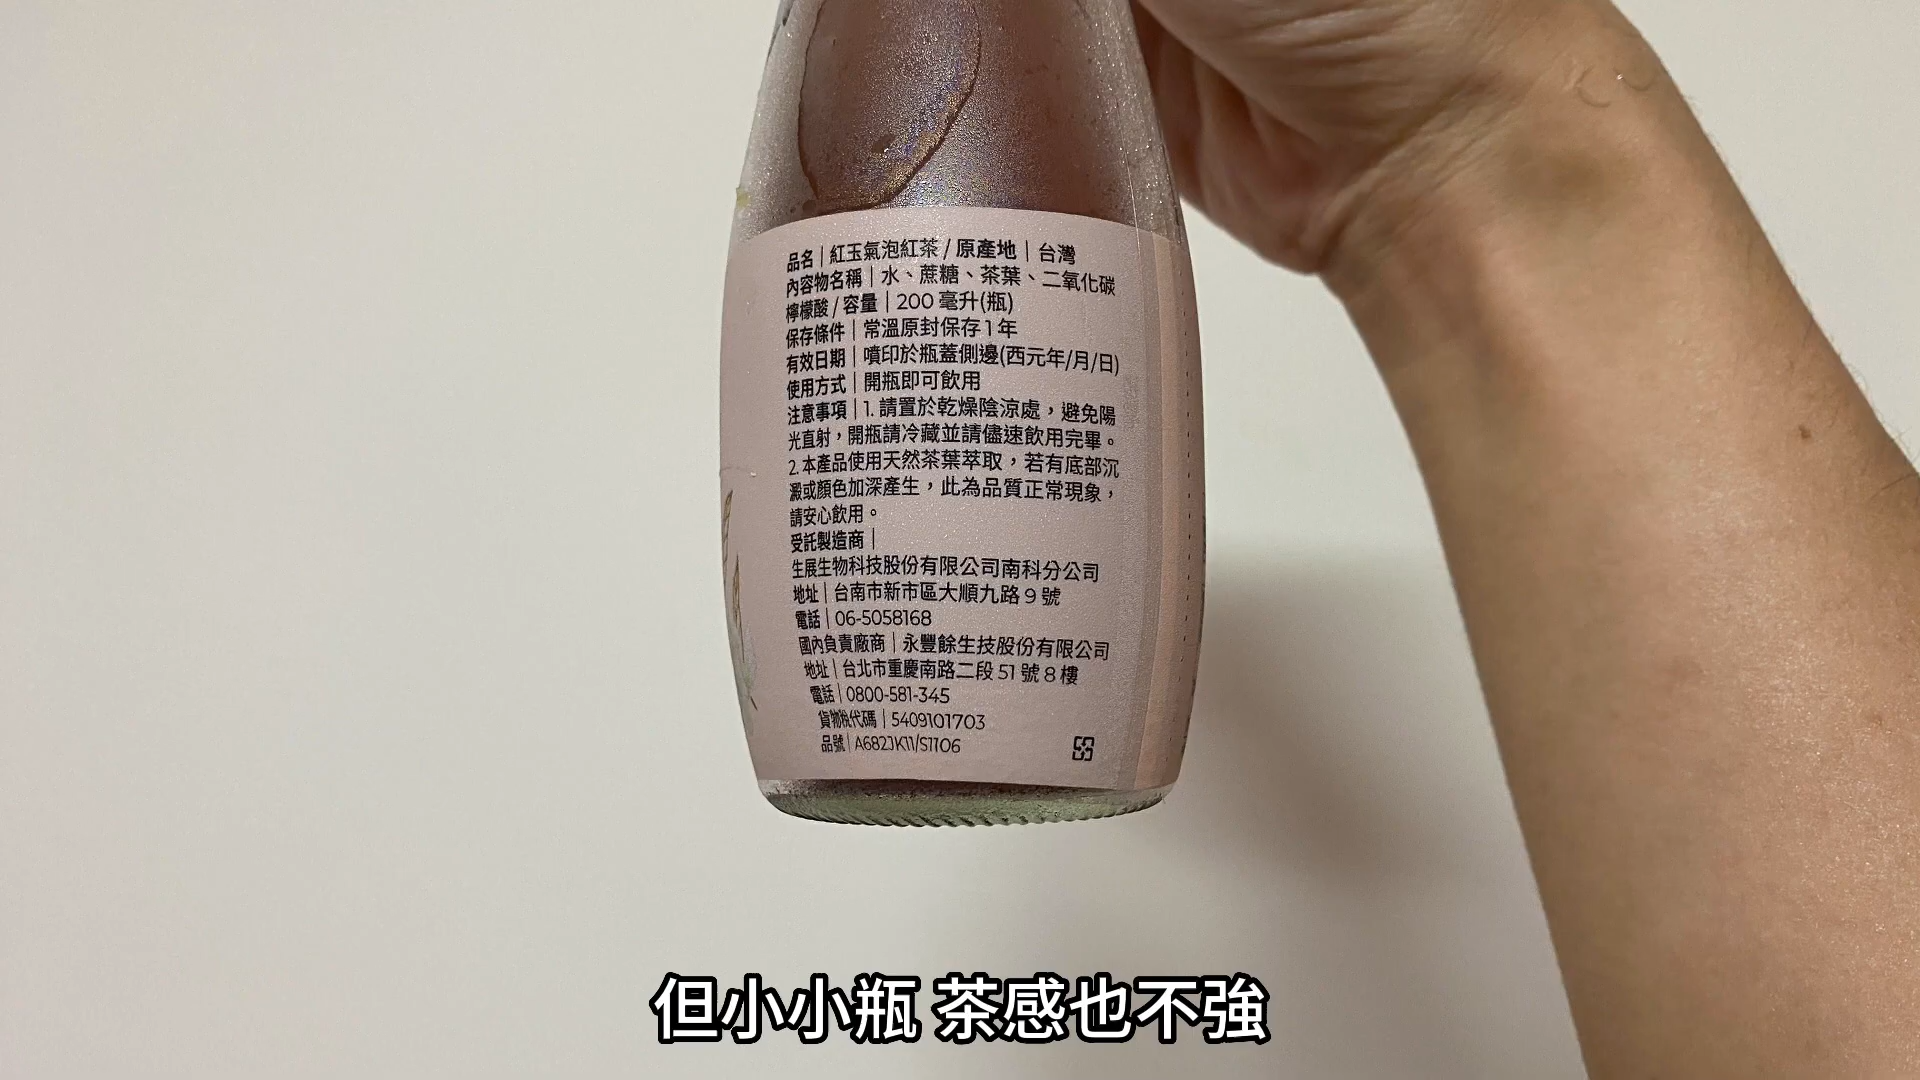 品名｜紅玉氣泡紅茶/原產地｜台灣
內容物名稱｜水、蔗糖、茶葉、二氧化碳
檸檬酸/容量｜200 毫升(瓶)
保存條件｜常溫原封保存1年
有效日期｜噴印於瓶蓋側邊(西元年/月/日)
使用方式｜開瓶即可飲用
注意事項｜1. 請置於乾燥陰涼處，避免陽
光直射，開瓶請冷藏並請儘速飲用完畢。
2. 本產品使用天然茶葉萃取，若有底部沉
澱或顏色加深產生，此為品質正常現象，
請安心飲用。
受託製造商｜
生展生物科技股份有限公司南科分公司
地址｜台南市新市區大順九路9號
電話｜06-5058168
國內負責廠商｜永豐餘生技股份有限公司
地址｜台北市重慶南路二段51號8樓
電話｜0800-581-345
貨物稅代碼｜5409101703
品號｜A682JK11/S1106
但小小瓶 茶感也不強